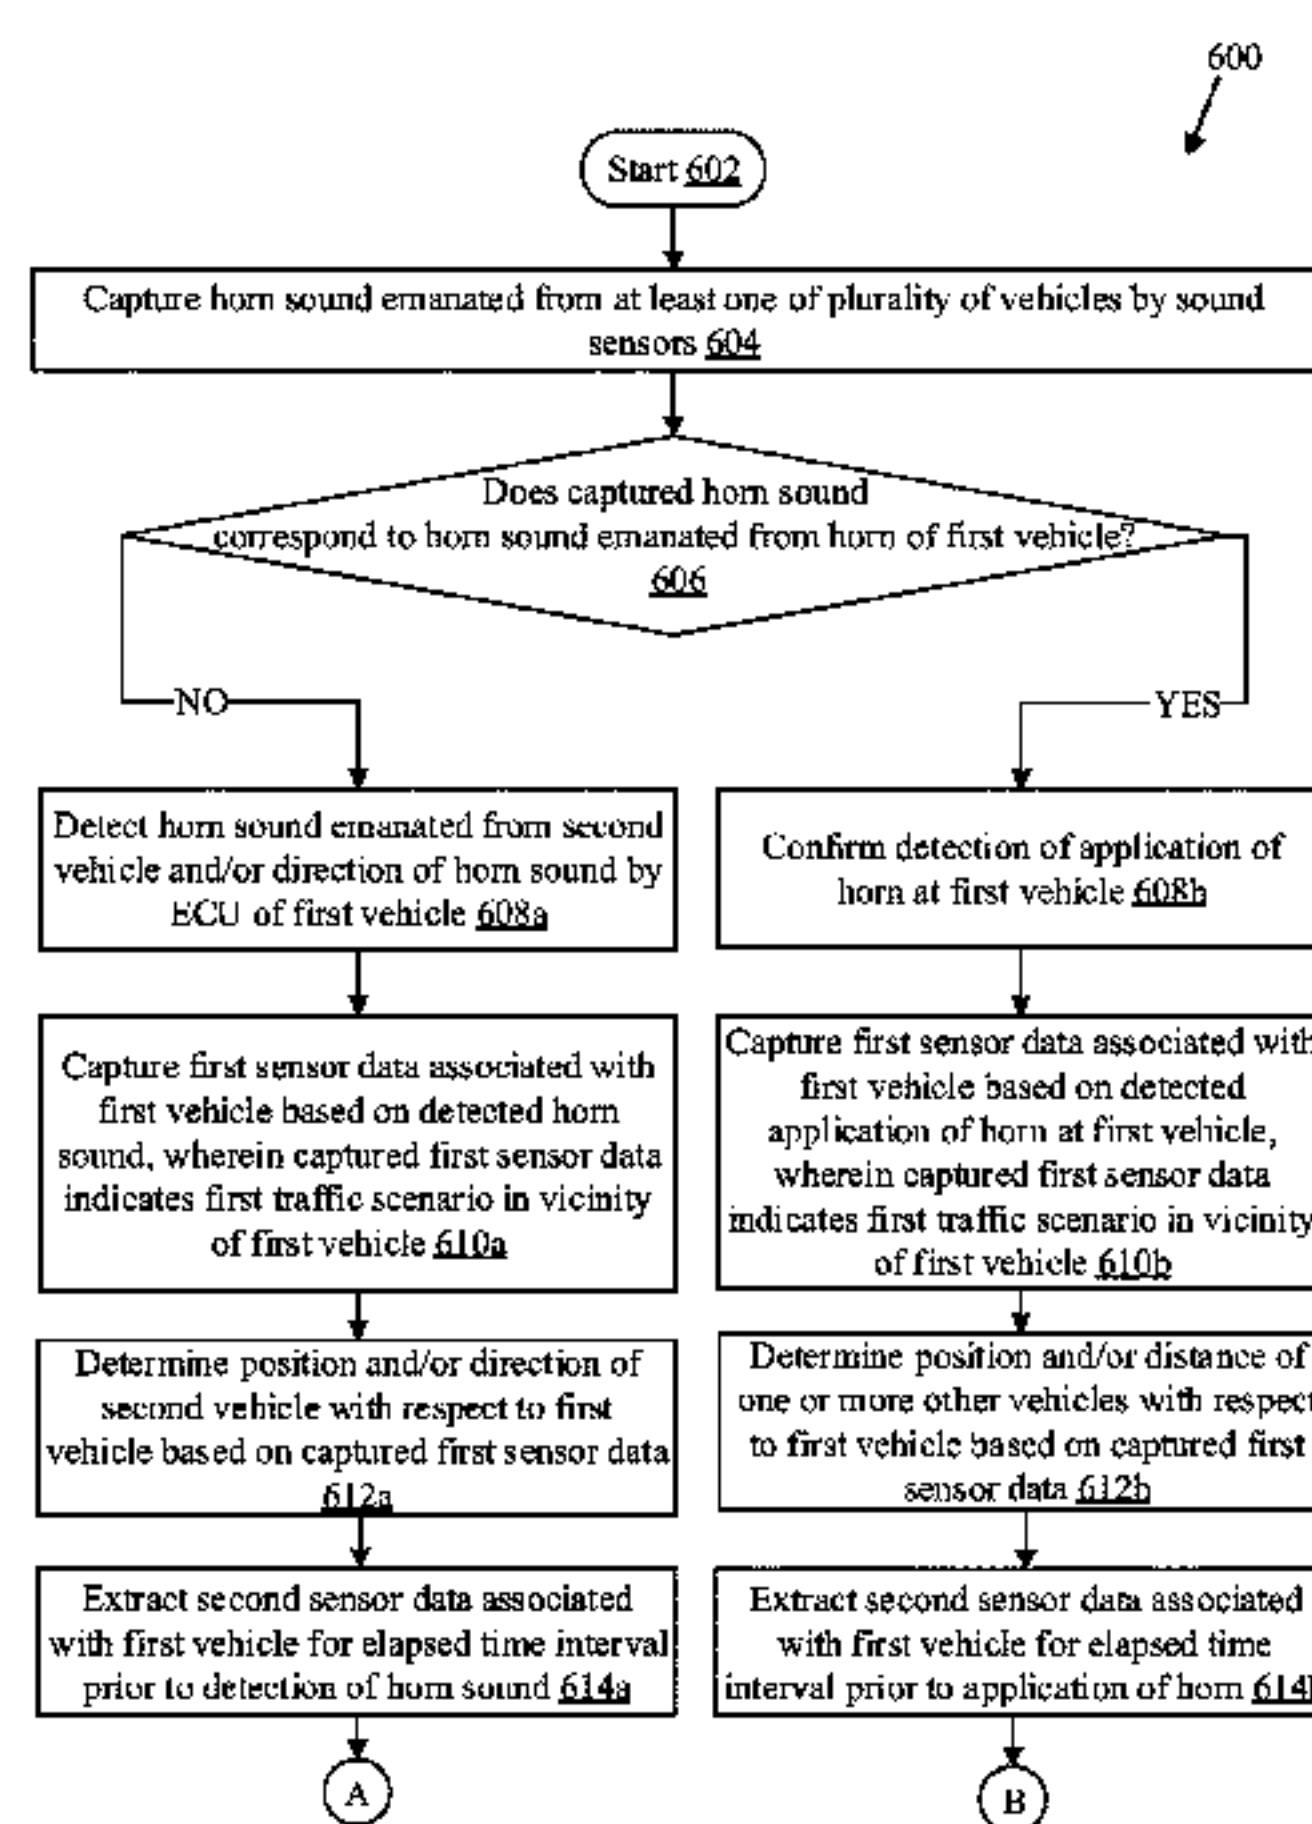 600
Start 602
Capture horn sound emanated from at least one of plurality of vehicles by sound
sensors 604
Does captured horn sound
correspond to horn sound emanated from horn of first vehicle?
606
NO
YES
Detect horn sound emanated from second
vehicle and/or direction of horn sound by
ECU of first vehicle 608a
Confirm detection of application of
horn at first vehicle 608b
Capture first sensor data associated with
first vehicle based on detected horn
sound, wherein captured first sensor data
indicates first traffic scenario in vicinity
of first vehicle 610a
Capture first sensor data associated with
first vehicle based on detected
application of horn at first vehicle,
wherein captured first sensor data
indicates first traffic scenario in vicinity
of first vehicle 610b
Determine position and/or direction of
second vehicle with respect to first
vehicle based on captured first sensor data
612a
Determine position and/or distance of
one or more other vehicles with respect
to first vehicle based on captured first
sensor data 612b
Extract second sensor data associated
with first vehicle for elapsed time interval
prior to detection of horn sound 614a
Extract second sensor data associated
with first vehicle for elapsed time
interval prior to application of horn 614b
A
B